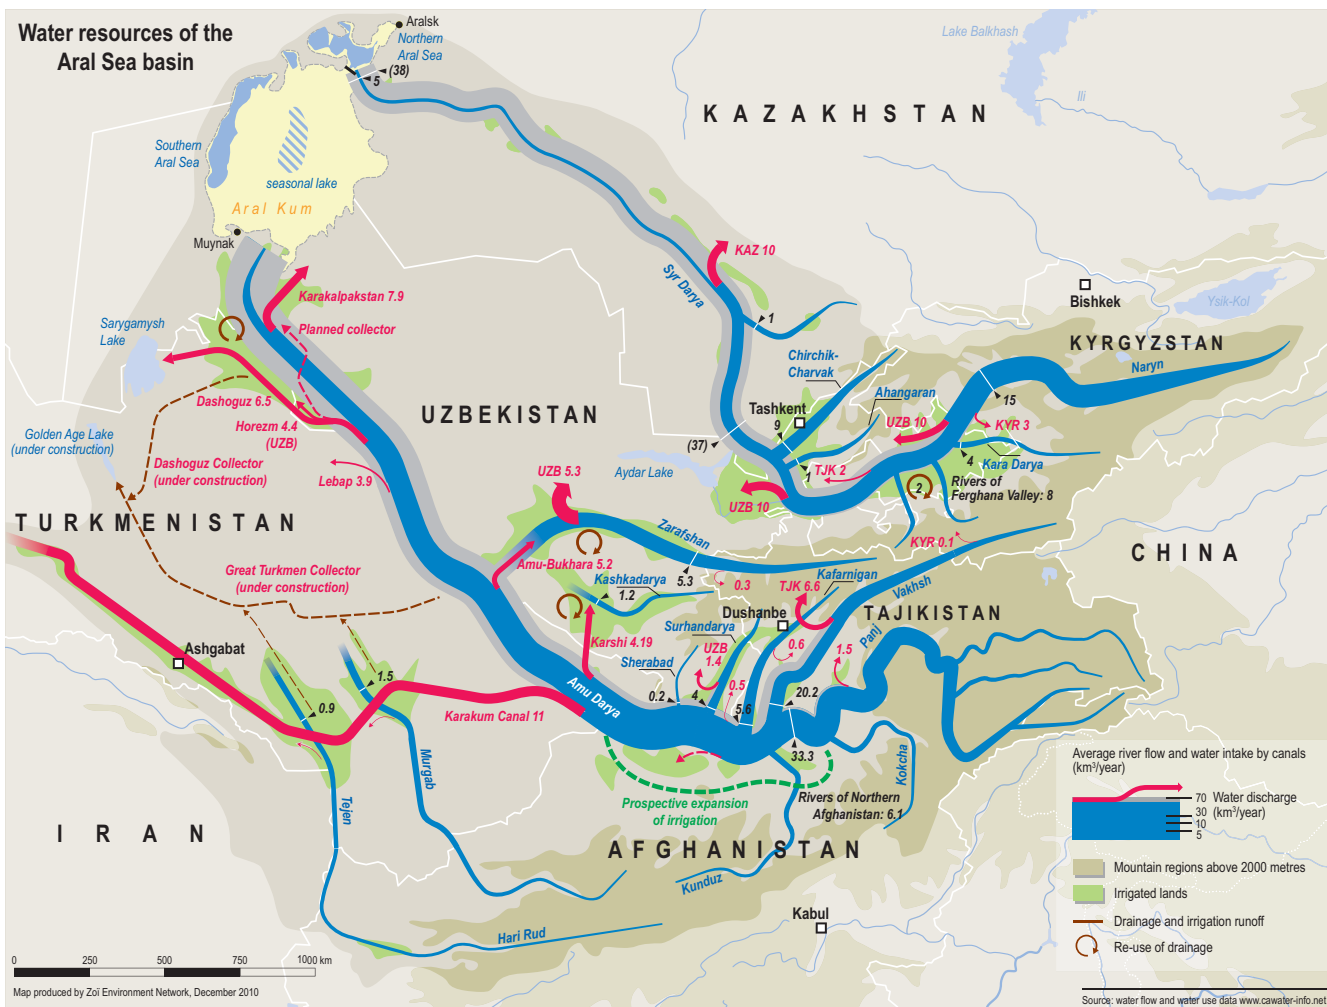 Water resources of the
Aral Sea basin
Aralsk
Northern
Aral Sea
(38)
5
Lake Balkhash
Ili
KAZAKHSTAN
Southern
Aral Sea
seasonal lake
Aral Kum
Muynak
KAZ 10
Syr Darya
Karakalpakstan 7.9
Planned collector
Sarygamysh
Lake
1
Bishkek
Ysik-Kol
KYRGYZSTAN
Naryn
Chirchik-
Charvak
Ahangaran
15
Dashoguz 6.5
Horezm 4.4
(UZB)
UZBEKISTAN
Tashkent
9
UZB 10
KYR 3
Golden Age Lake
(under construction)
Dashoguz Collector
(under construction)
Lebap 3.9
(37)
Aydar Lake
1
TJK 2
4
Kara Darya
Rivers of
Ferghana Valley: 8
2
UZB 5.3
UZB 10
TURKMENISTAN
Zarafshan
KYR 0.1
CHINA
Amu-Bukhara 5.2
5.3
Great Turkmen Collector
(under construction)
Kashkadarya
1.2
0.3
TJK 6.6
Kafarnigan
Vakhsh
Dushanbe
TAJIKISTAN
Surhandarya
Panj
Ashgabat
Karshi 4.19
UZB
1.4
0.6
1.5
Sherabad
1.5
0.5
0.2
4
5.6
20.2
0.9
Amu Darya
Karakum Canal 11
33.3
Murgab
Kokcha
Tejen
Prospective expansion
of irrigation
Rivers of Northern
Afghanistan: 6.1
IRAN
AFGHANISTAN
Kunduz
Kabul
Hari Rud
Average river flow and water intake by canals
(km³/year)
70
30
10
5
Water discharge
(km³/year)
Mountain regions above 2000 metres
Irrigated lands
Drainage and irrigation runoff
Re-use of drainage
0 250 500 750 1000 km
Map produced by Zoï Environment Network, December 2010
Source: water flow and water use data www.cawater-info.net